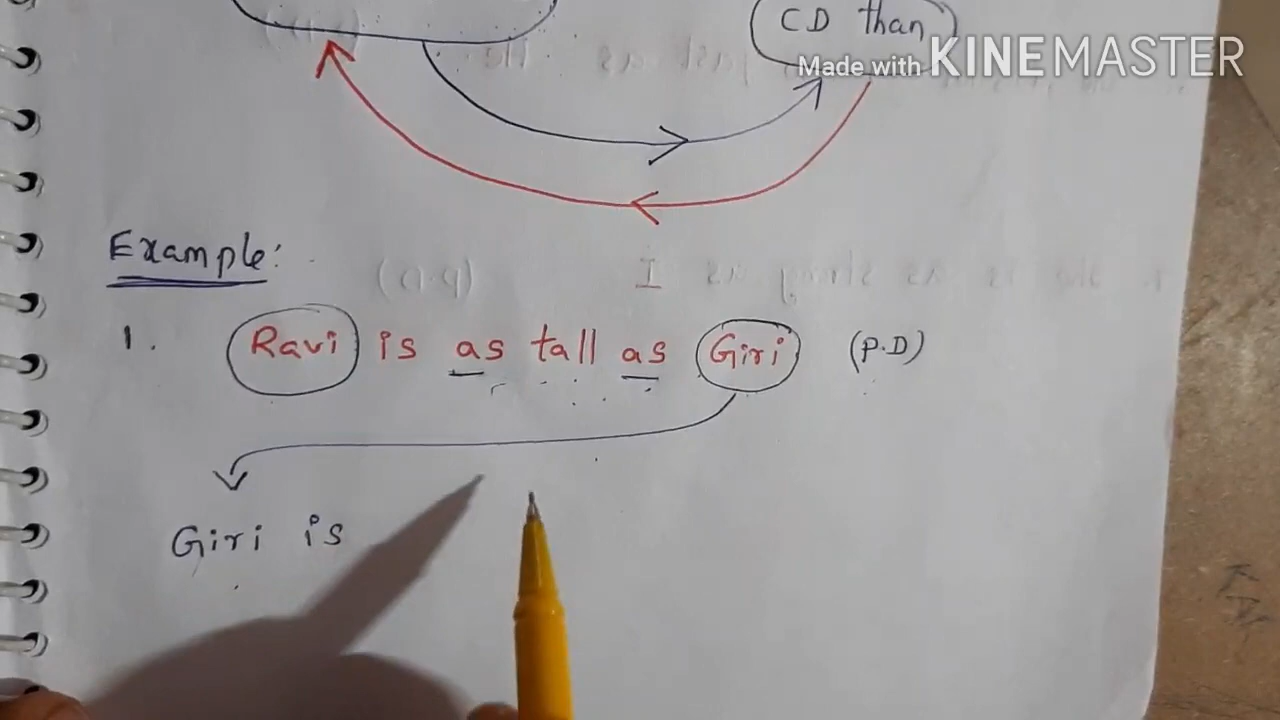 CD than
Made with KINEMASTER
Example:
1. Ravi is as tall as Giri (P.D)
Giri is